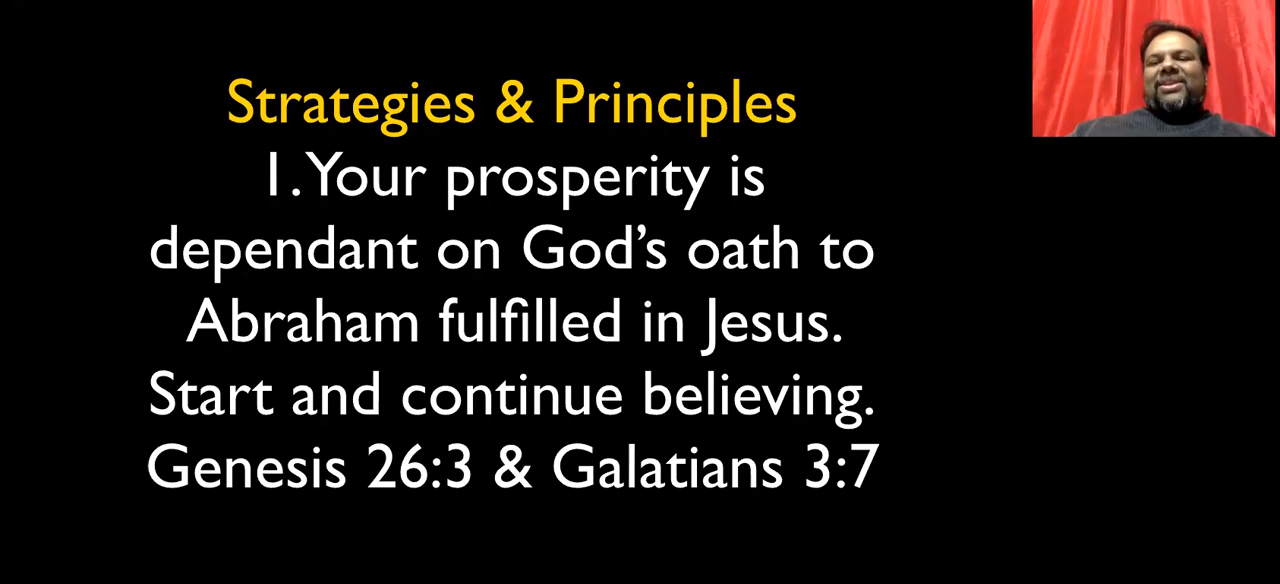 Strategies & Principles
1. Your prosperity is
dependant on God’s oath to
Abraham fulfilled in Jesus.
Start and continue believing.
Genesis 26:3 & Galatians 3:7